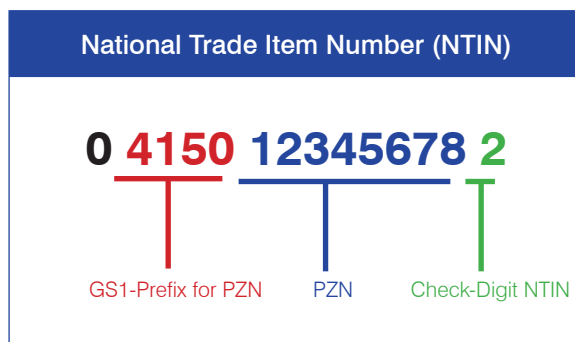 National Trade Item Number (NTIN)
0 4150 12345678 2
GS1-Prefix for PZN PZN Check-Digit NTIN